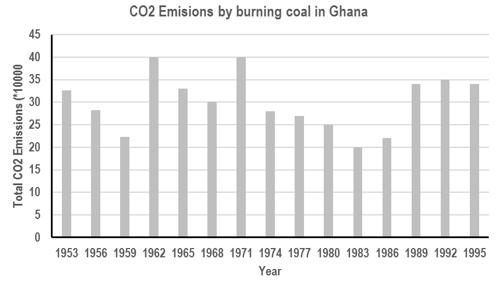 CO2 Emisions by burning coal in Ghana
Total CO2 Emissions (*10000
45
40
35
30
25
20
15
10
5
0
1953 1956 1959 1962 1965 1968 1971 1974 1977 1980 1983 1986 1989 1992 1995
Year